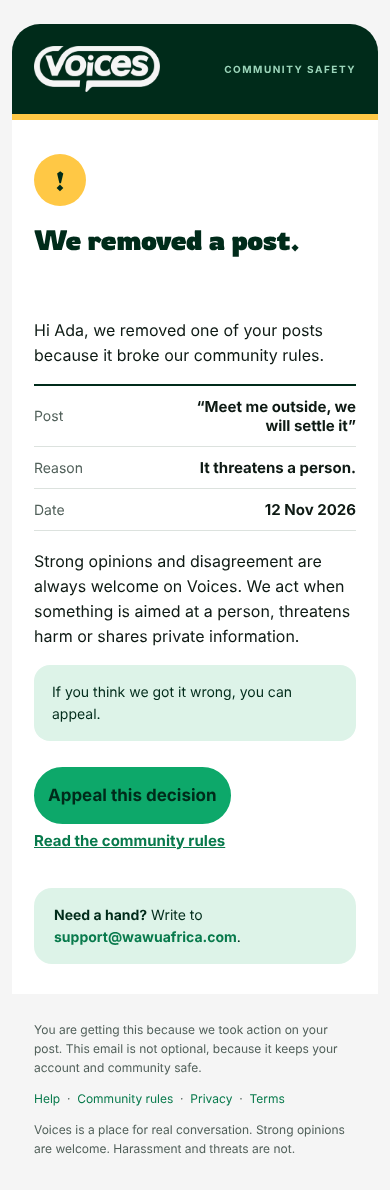 Voices
COMMUNITY SAFETY
!
We removed a post.
Hi Ada, we removed one of your posts
because it broke our community rules.
Post
“Meet me outside, we
will settle it”
Reason
It threatens a person.
Date
12 Nov 2026
Strong opinions and disagreement are
always welcome on Voices. We act when
something is aimed at a person, threatens
harm or shares private information.
If you think we got it wrong, you can
appeal.
Appeal this decision
Read the community rules
Need a hand? Write to
support@wawuafrica.com.
You are getting this because we took action on your
post. This email is not optional, because it keeps your
account and community safe.
Help · Community rules · Privacy · Terms
Voices is a place for real conversation. Strong opinions
are welcome. Harassment and threats are not.